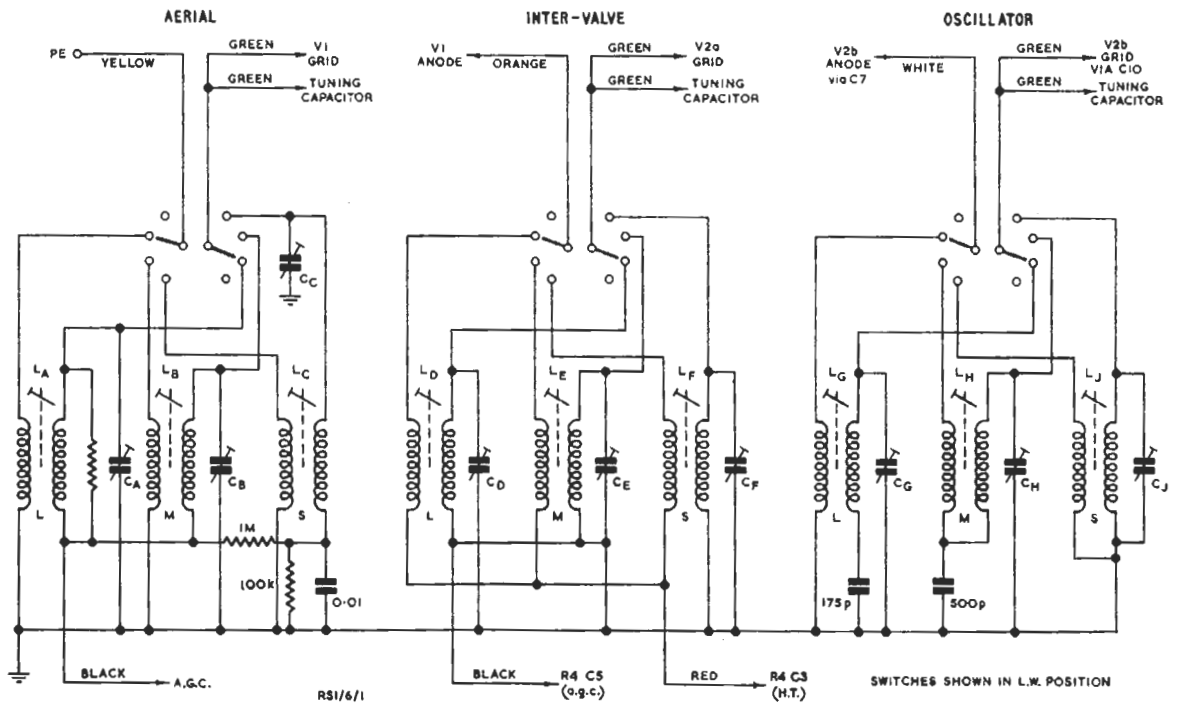 AERIAL
INTER-VALVE
OSCILLATOR
PE
YELLOW
GREEN
V1
GRID
GREEN
TUNING
CAPACITOR
V1
ANODE
ORANGE
GREEN
V2a
GRID
GREEN
TUNING
CAPACITOR
V2b
ANODE
via C7
WHITE
GREEN
V2b
GRID
VIA C10
GREEN
TUNING
CAPACITOR
CC
LA
LB
LC
LD
LE
LF
LG
LH
LJ
CA
CB
CD
CE
CF
CG
CH
CJ
L
M
S
L
M
S
L
M
S
1M
100k
0·01
175p
500p
BLACK
A.G.C.
RS1/6/1
BLACK
R4 C5
(a.g.c.)
RED
R4 C3
(H.T.)
SWITCHES SHOWN IN L.W. POSITION